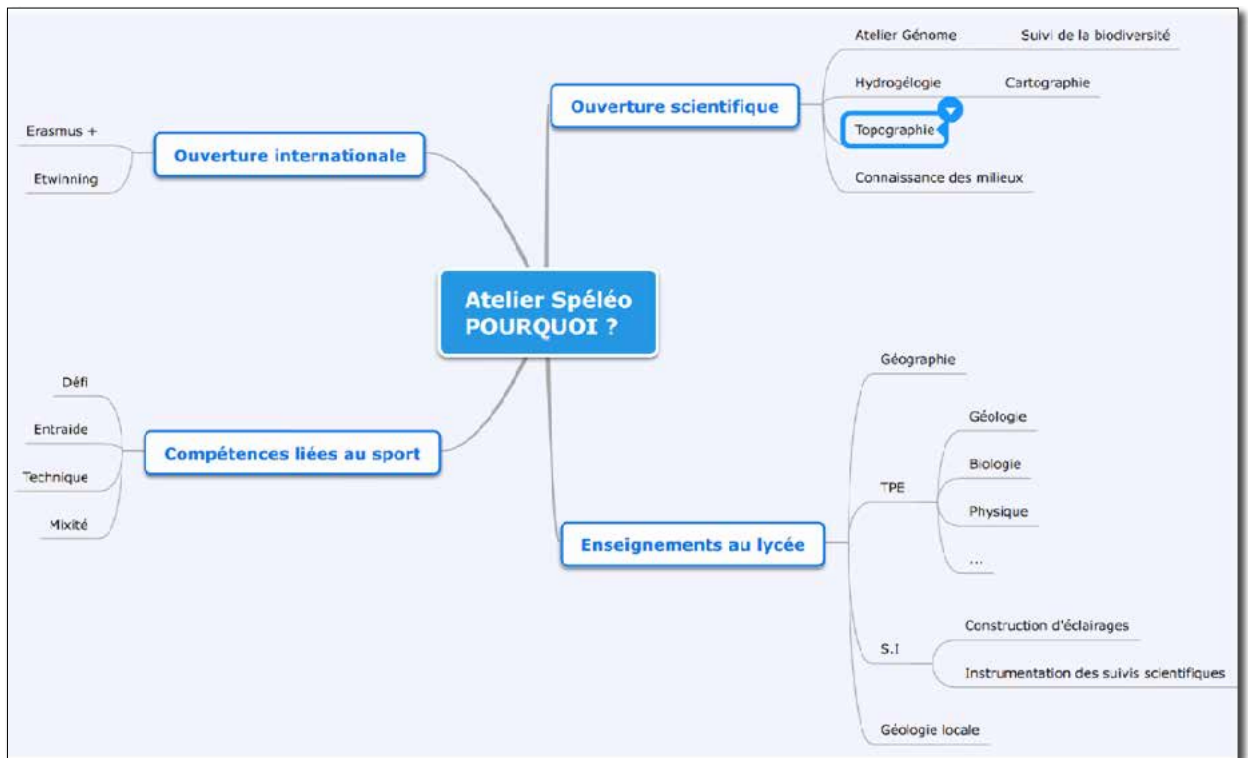 Atelier Spéléo
POURQUOI ?
Ouverture internationale
Erasmus +
Etwinning
Compétences liées au sport
Défi
Entraide
Technique
Mixité
Ouverture scientifique
Atelier Génome
Suivi de la biodiversité
Hydrogélogie
Cartographie
Topographie
Connaissance des milieux
Enseignements au lycée
Géographie
TPE
Géologie
Biologie
Physique
...
S.I
Construction d'éclairages
Instrumentation des suivis scientifiques
Géologie locale